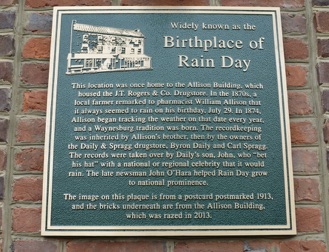 Widely known as the
Birthplace of
Rain Day
This location was once home to the Allison Building, which
housed the J.T. Rogers & Co. Drugstore. In the 1870s, a
local farmer remarked to pharmacist William Allison that
it always seemed to rain on his birthday, July 29. In 1874,
Allison began tracking the weather on that date every year,
and a Waynesburg tradition was born. The recordkeeping
was inherited by Allison's brother, then by the owners of
the Daily & Spragg drugstore, Byron Daily and Carl Spragg.
The records were taken over by Daily's son, John, who "bet
his hat" with a national or regional celebrity that it would
rain. The late newsman John O'Hara helped Rain Day grow
to national prominence.
The image on this plaque is from a postcard postmarked 1913,
and the bricks underneath are from the Allison Building,
which was razed in 2013.